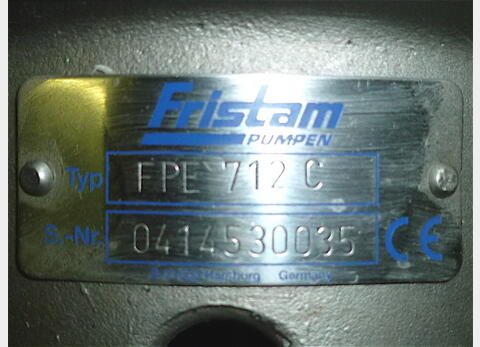 Fristam
PUMPEN
Typ FPE 712 C
S.-Nr. 0414530035 CE
Hamburg Germany